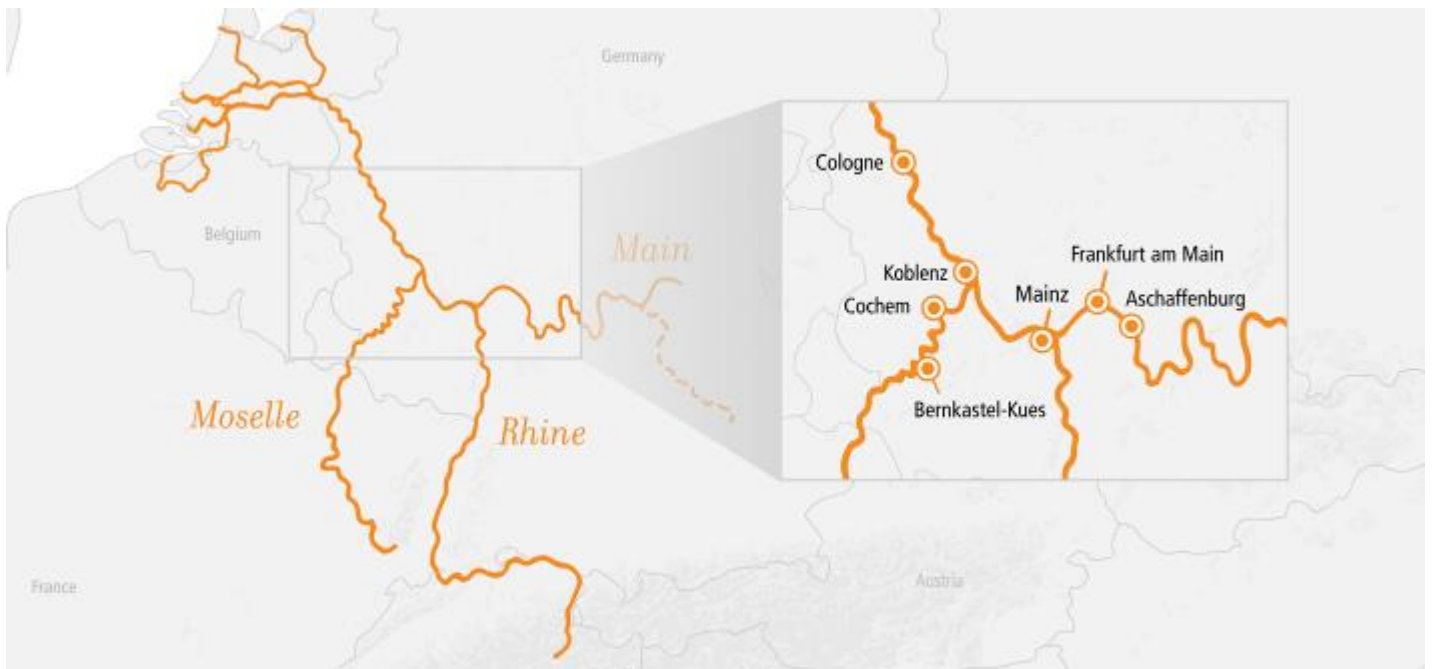 Germany
Belgium
Main
Moselle
Rhine
France
Austria
Cologne
Koblenz
Cochem
Bernkastel-Kues
Mainz
Frankfurt am Main
Aschaffenburg